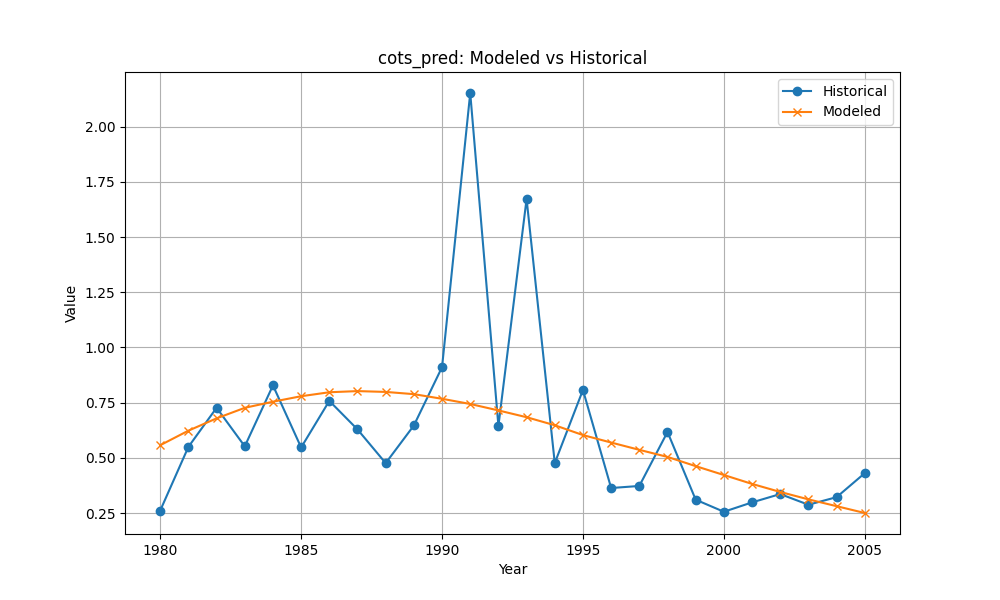 cots_pred: Modeled vs Historical
Historical
Modeled
2.00
1.75
1.50
1.25
1.00
0.75
0.50
0.25
Value
1980 1985 1990 1995 2000 2005
Year